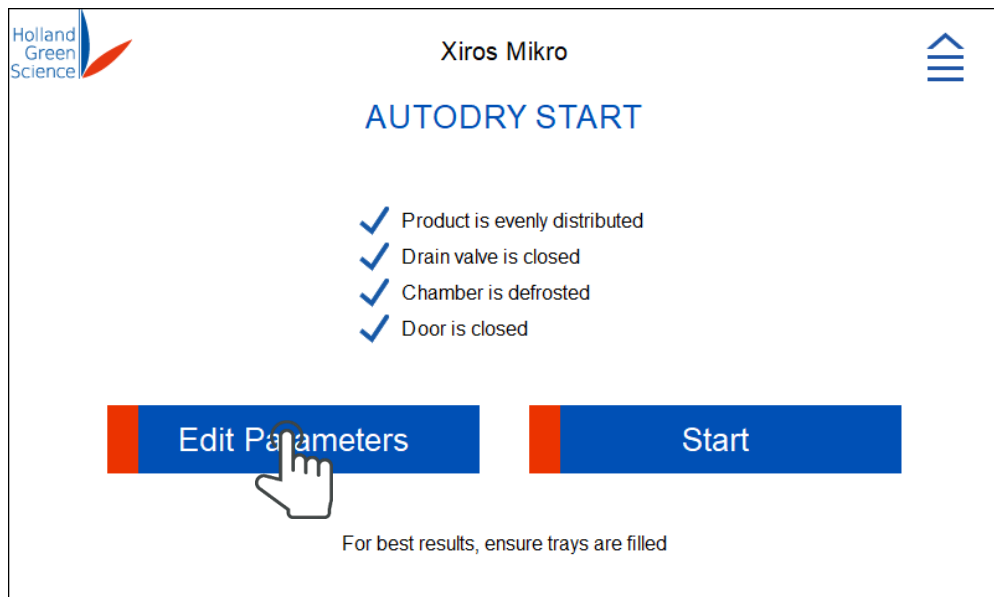 Holland
Green
Science
Xiros Mikro
AUTODRY START
Product is evenly distributed
Drain valve is closed
Chamber is defrosted
Door is closed
Edit Parameters
Start
For best results, ensure trays are filled